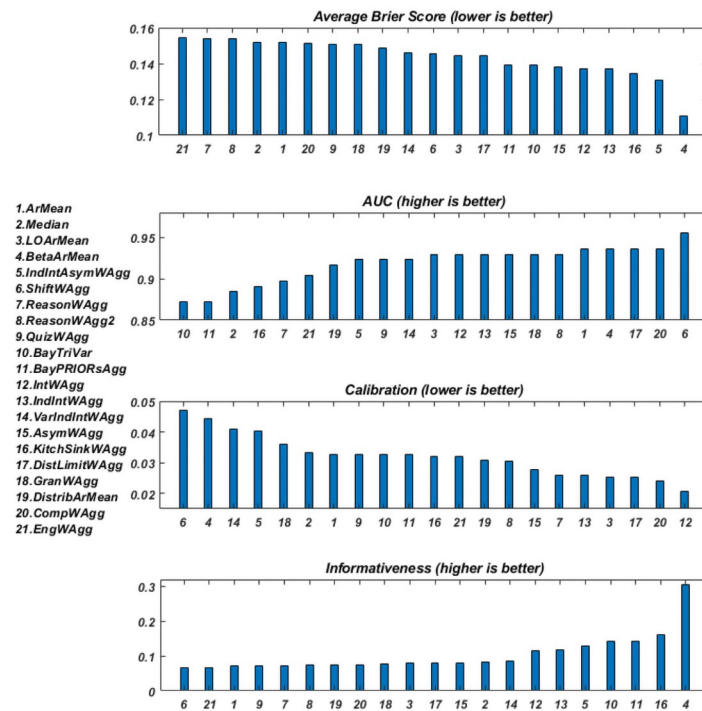 Average Brier Score (lower is better)
0.16
0.14
0.12
0.1
21 7 8 2 1 20 9 18 19 14 6 3 17 11 10 15 12 13 16 5 4
1.ArMean
2.Median
3.LOArMean
4.BetaArMean
5.IndIntAsymWAgg
6.ShiftWAgg
7.ReasonWAgg
8.ReasonWAgg2
9.QuizWAgg
10.BayTriVar
11.BayPRIORsAgg
12.IntWAgg
13.IndIntWAgg
14.VarIndIntWAgg
15.AsymWAgg
16.KitchSinkWAgg
17.DistLimitWAgg
18.GranWAgg
19.DistribArMean
20.CompWAgg
21.EngWAgg
AUC (higher is better)
0.95
0.9
0.85
10 11 2 16 7 21 19 5 9 14 3 12 13 15 18 8 1 4 17 20 6
Calibration (lower is better)
0.05
0.04
0.03
0.02
6 4 14 5 18 2 1 9 10 11 16 21 19 8 15 7 13 3 17 20 12
Informativeness (higher is better)
0.3
0.2
0.1
0
6 21 1 9 7 8 19 20 18 3 17 15 2 14 12 13 5 10 11 16 4